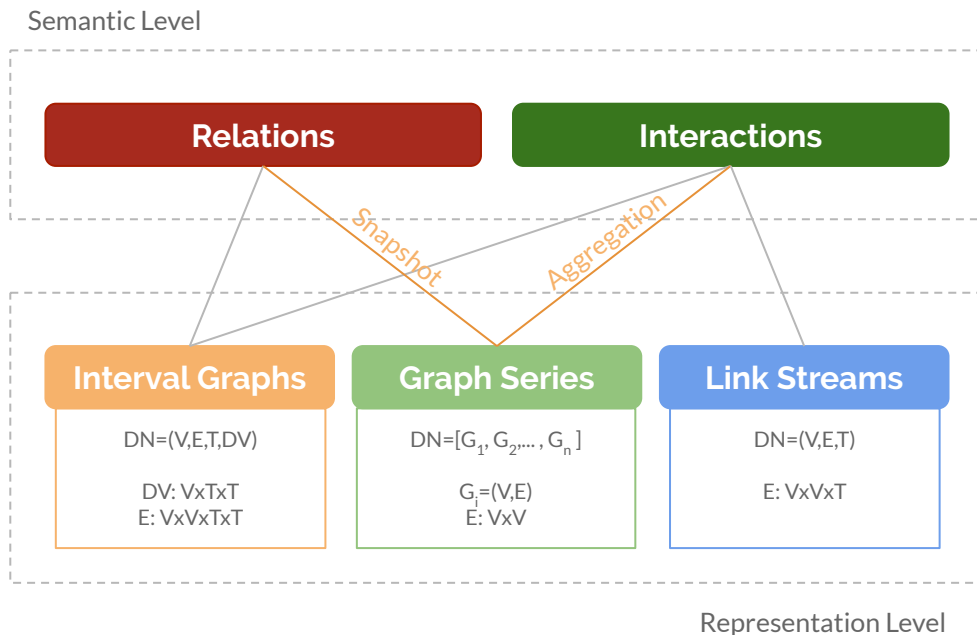 Semantic Level
Relations
Interactions
Snapshot
Aggregation
Interval Graphs
Graph Series
Link Streams
DN=(V,E,T,DV)
DV: VxTxT
E: VxVxTxT
DN=[G₁, G₂,... , Gₙ ]
Gᵢ=(V,E)
E: VxV
DN=(V,E,T)
E: VxVxT
Representation Level